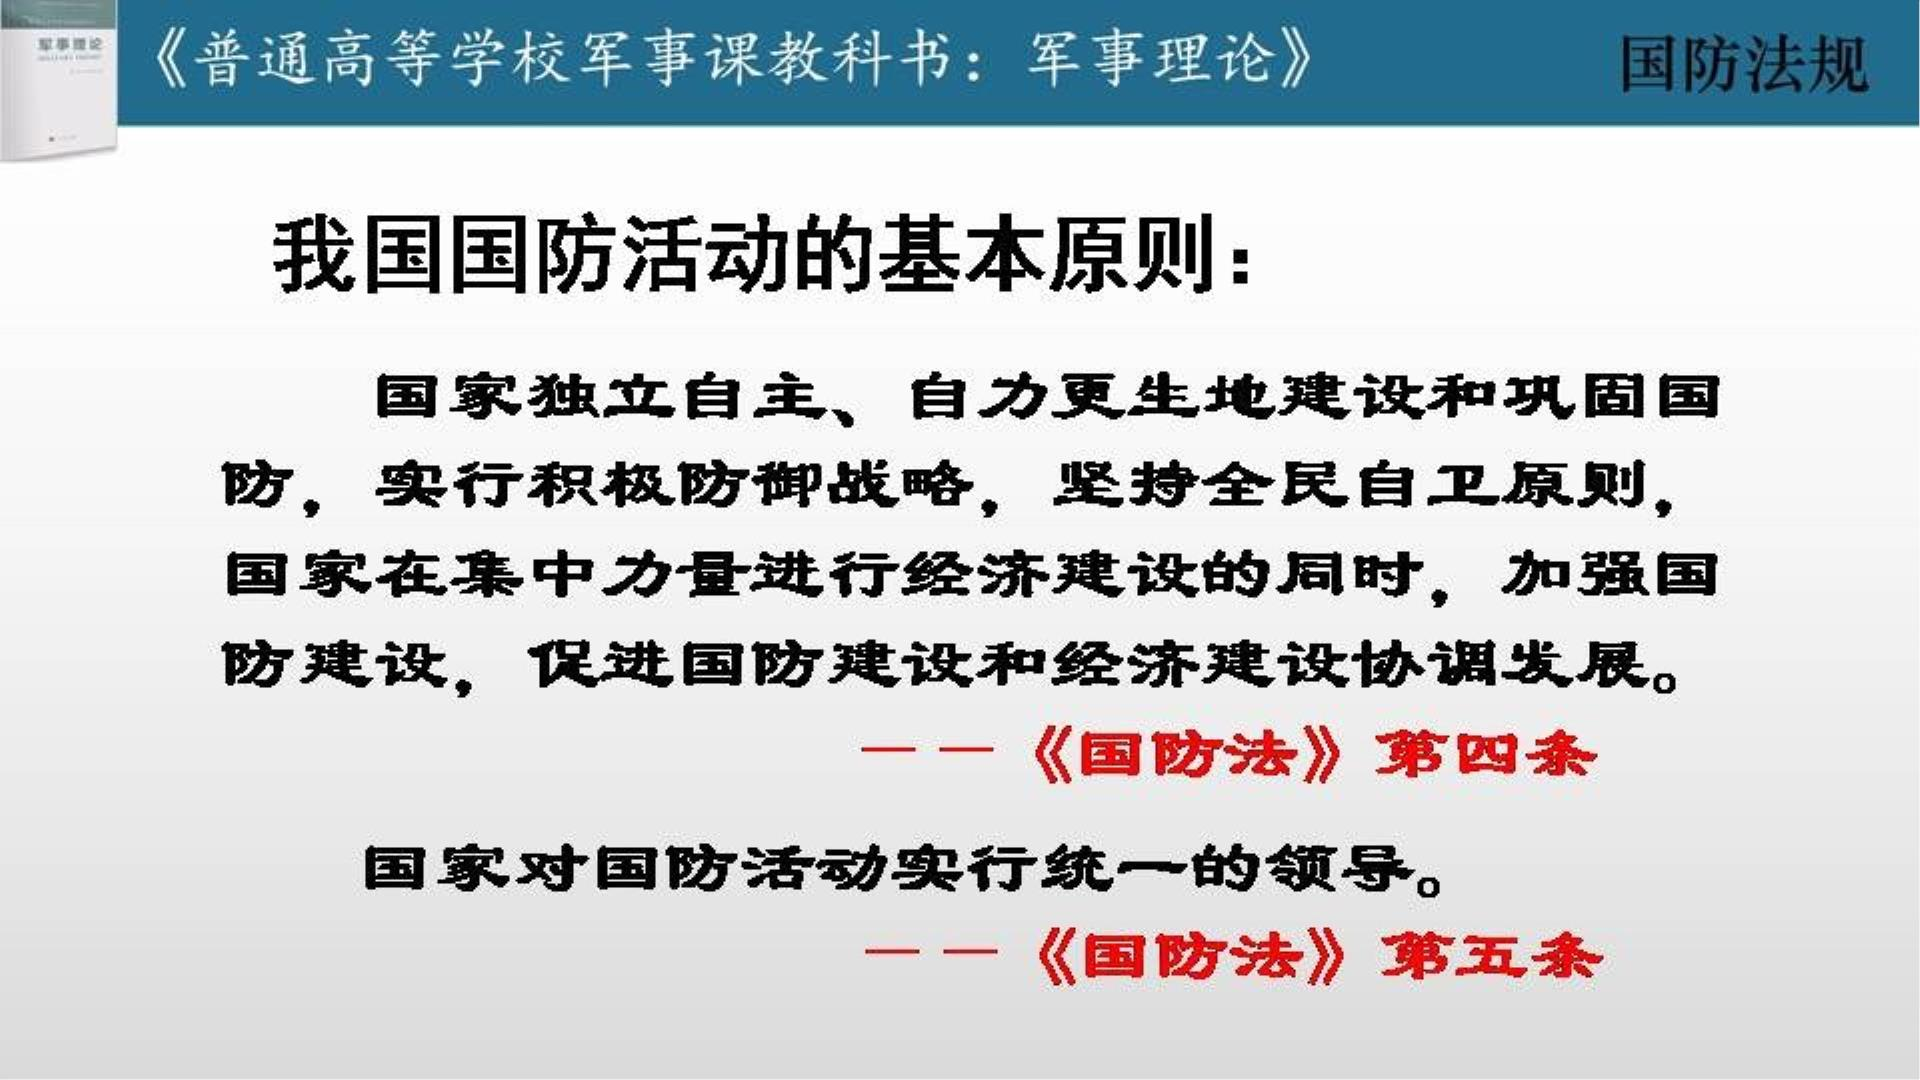 军事理论
《普通高等学校军事课教科书：军事理论》
国防法规
我国国防活动的基本原则：
国家独立自主、自力更生地建设和巩固国
防，实行积极防御战略，坚持全民自卫原则，
国家在集中力量进行经济建设的同时，加强国
防建设，促进国防建设和经济建设协调发展。
——《国防法》第四条
国家对国防活动实行统一的领导。
——《国防法》第五条